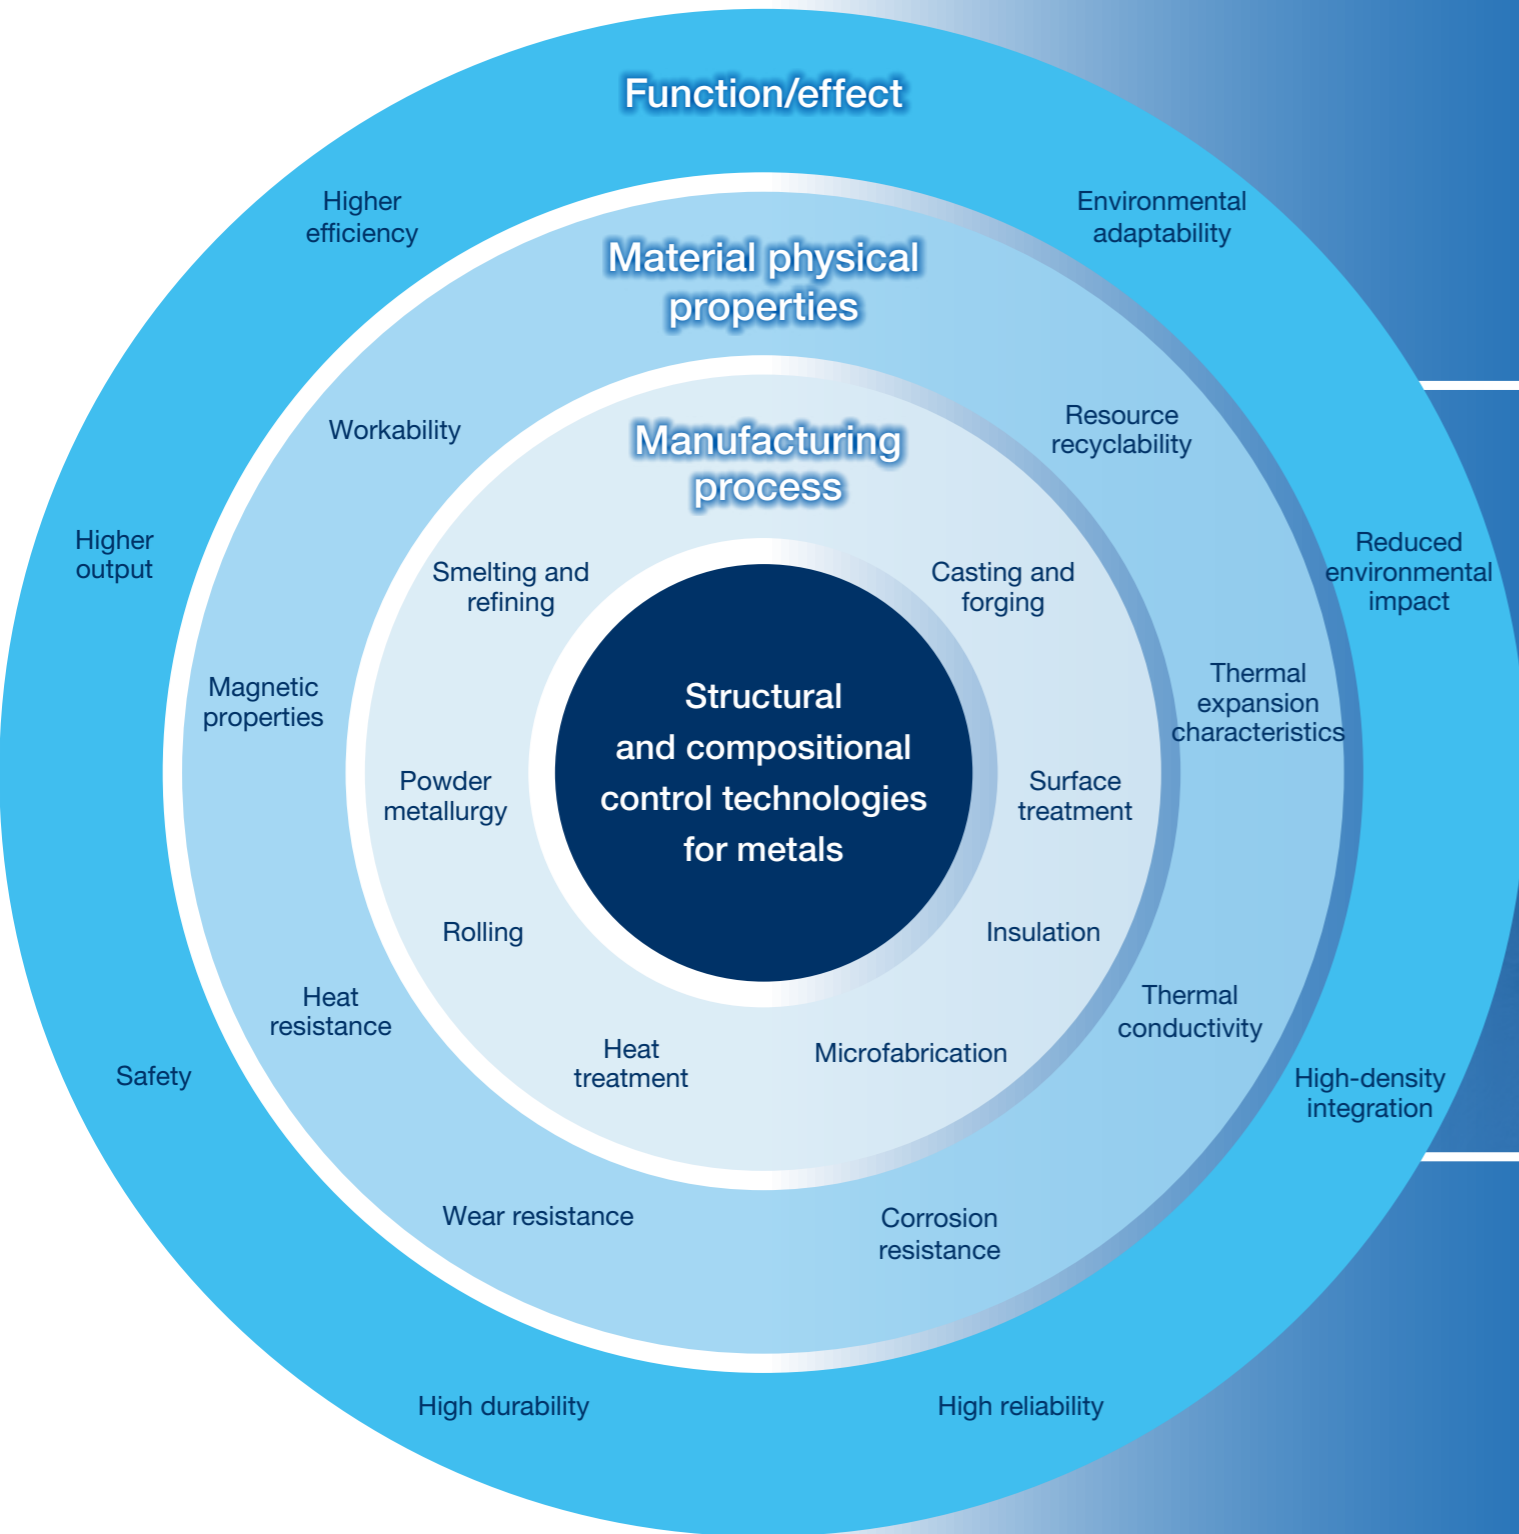 Function/effect
Higher
efficiency
Environmental
adaptability
Higher
output
Reduced
environmental
impact
Safety
High-density
integration
High durability
High reliability
Material physical
properties
Workability
Resource
recyclability
Magnetic
properties
Thermal
expansion
characteristics
Heat
resistance
Thermal
conductivity
Wear resistance
Corrosion
resistance
Manufacturing
process
Smelting and
refining
Casting and
forging
Powder
metallurgy
Surface
treatment
Rolling
Insulation
Heat
treatment
Microfabrication
Structural
and compositional
control technologies
for metals